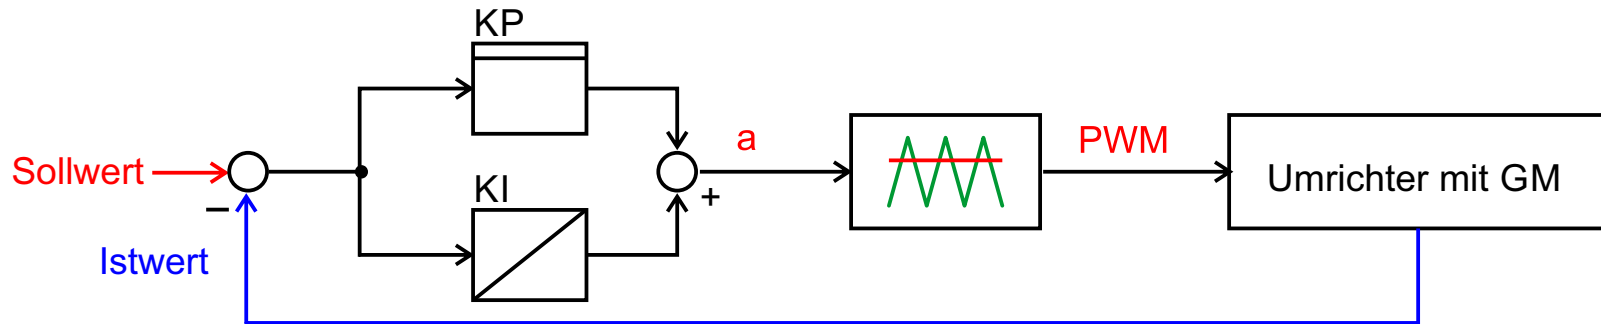 KP
Sollwert
−
Istwert
KI
+
a
PWM
Umrichter mit GM